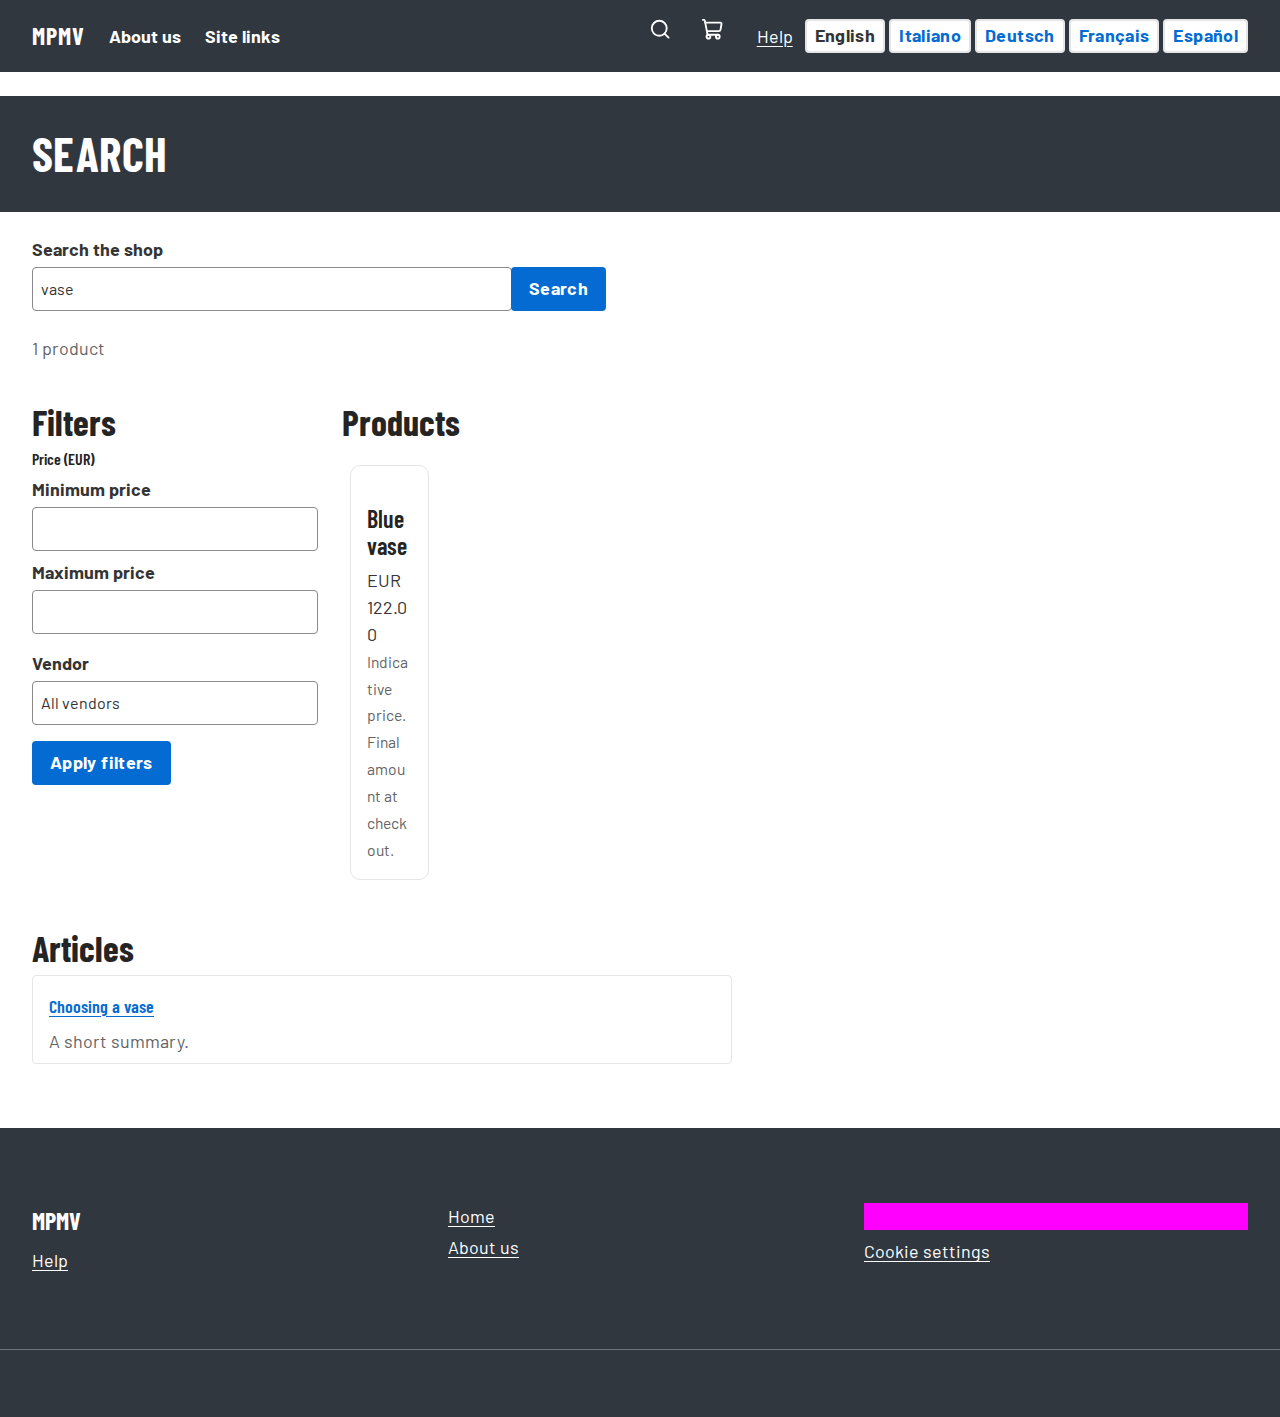 MPMV About us Site links Help English Italiano Deutsch Français Español
SEARCH
Search the shop
vase Search
1 product
Filters
Price (EUR)
Minimum price
Maximum price
Vendor
All vendors
Apply filters
Products
Blue
vase
EUR
122.0
0
Indica
tive
price.
Final
amou
nt at
check
out.
Articles
Choosing a vase
A short summary.
MPMV
Help
Home
About us
Cookie settings